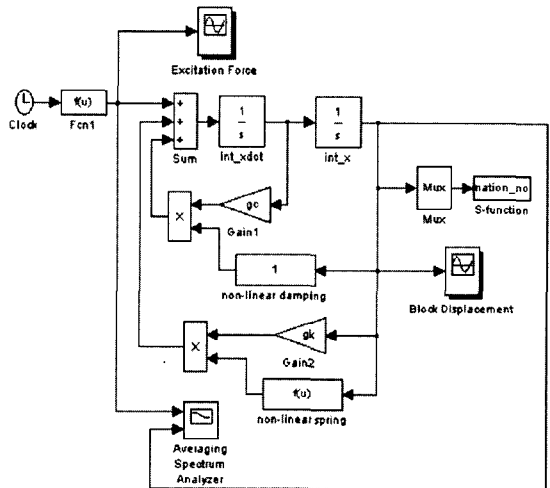 Excitation Force
Clock
f(u)
Fcn1
+
+
+
Sum
1
s
int_xdot
1
s
int_x
Mux
Mux
nation_no
S-function
×
gc
Gain1
1
non-linear damping
Block Displacement
×
gk
Gain2
f(u)
non-linear spring
Averaging
Spectrum
Analyzer